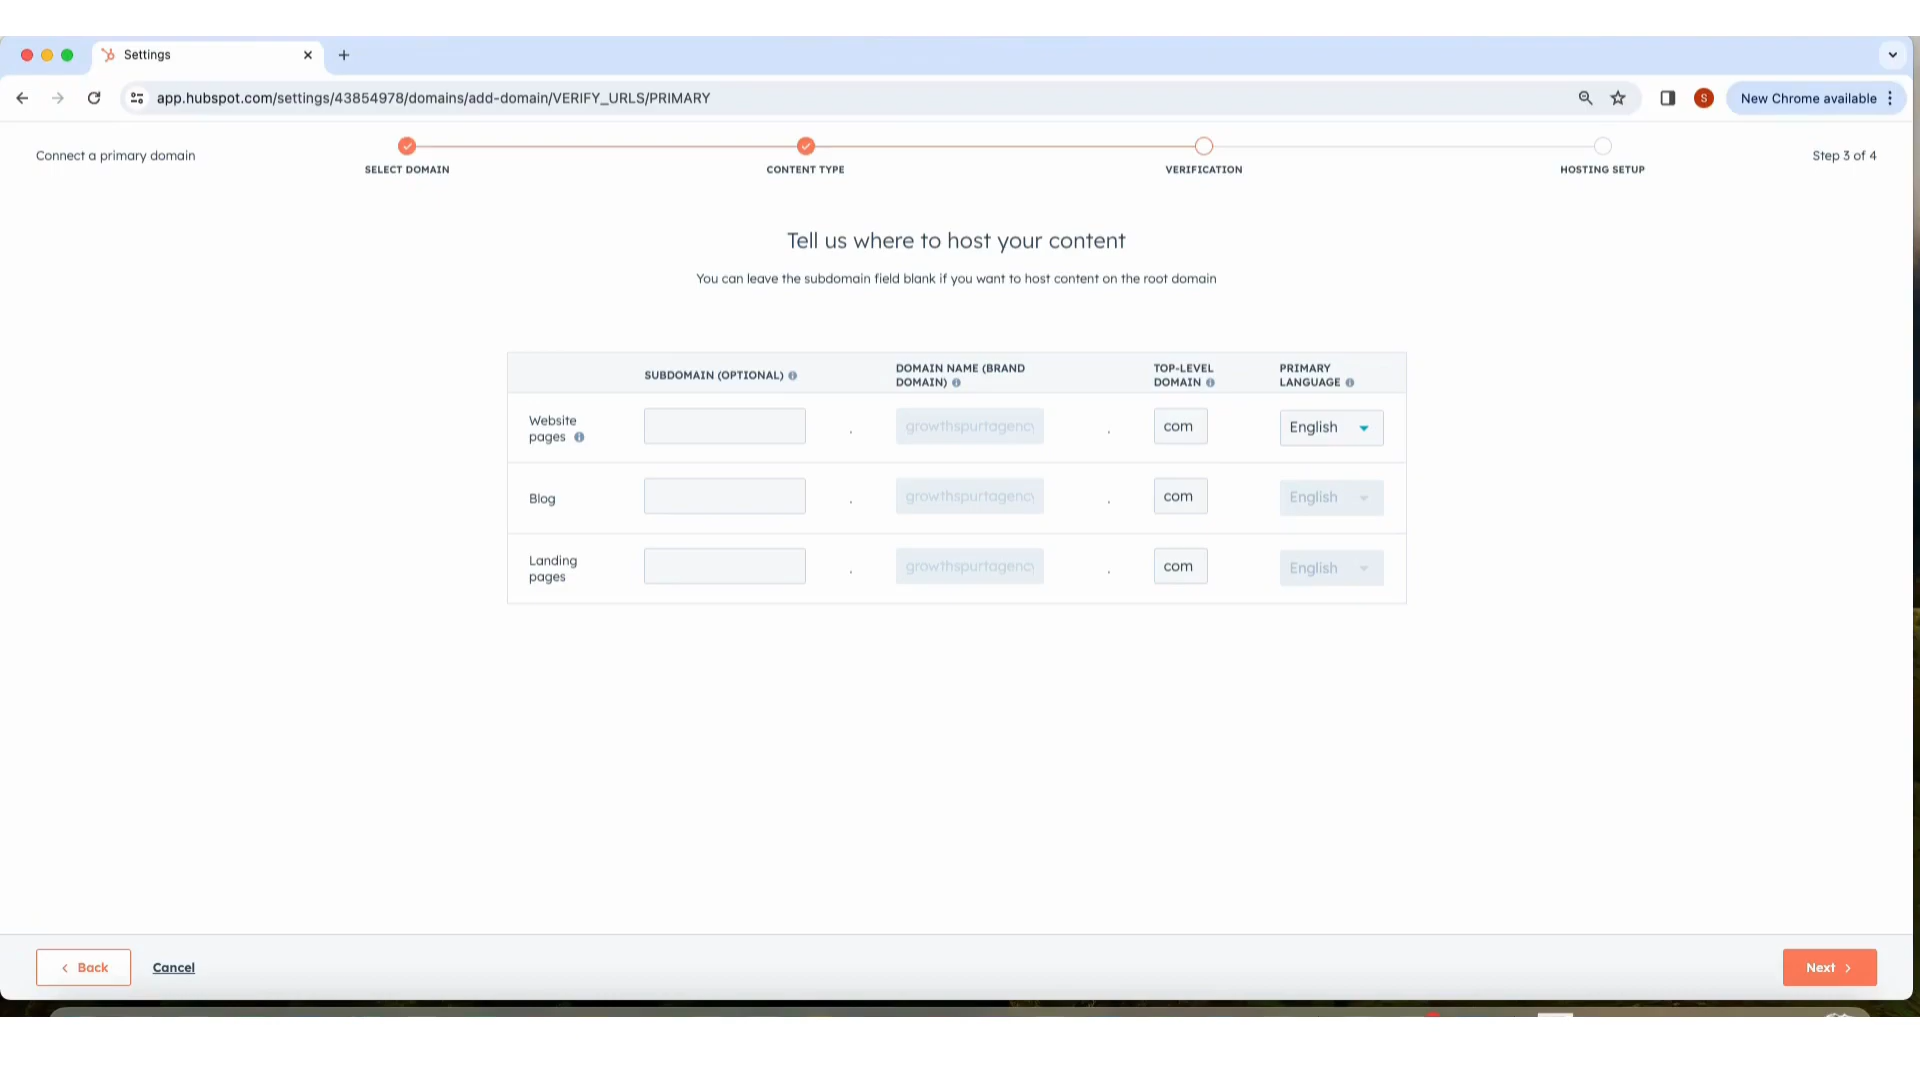 Settings
app.hubspot.com/settings/43854978/domains/add-domain/VERIFY_URLS/PRIMARY
S
New Chrome available
Connect a primary domain
SELECT DOMAIN
CONTENT TYPE
VERIFICATION
HOSTING SETUP
Step 3 of 4
Tell us where to host your content
You can leave the subdomain field blank if you want to host content on the root domain
SUBDOMAIN (OPTIONAL)
DOMAIN NAME (BRAND
DOMAIN)
TOP-LEVEL
DOMAIN
PRIMARY
LANGUAGE
Website
pages
. growthspurtagency . com English
Blog
. growthspurtagency . com English
Landing
pages
. growthspurtagency . com English
Back
Cancel
Next